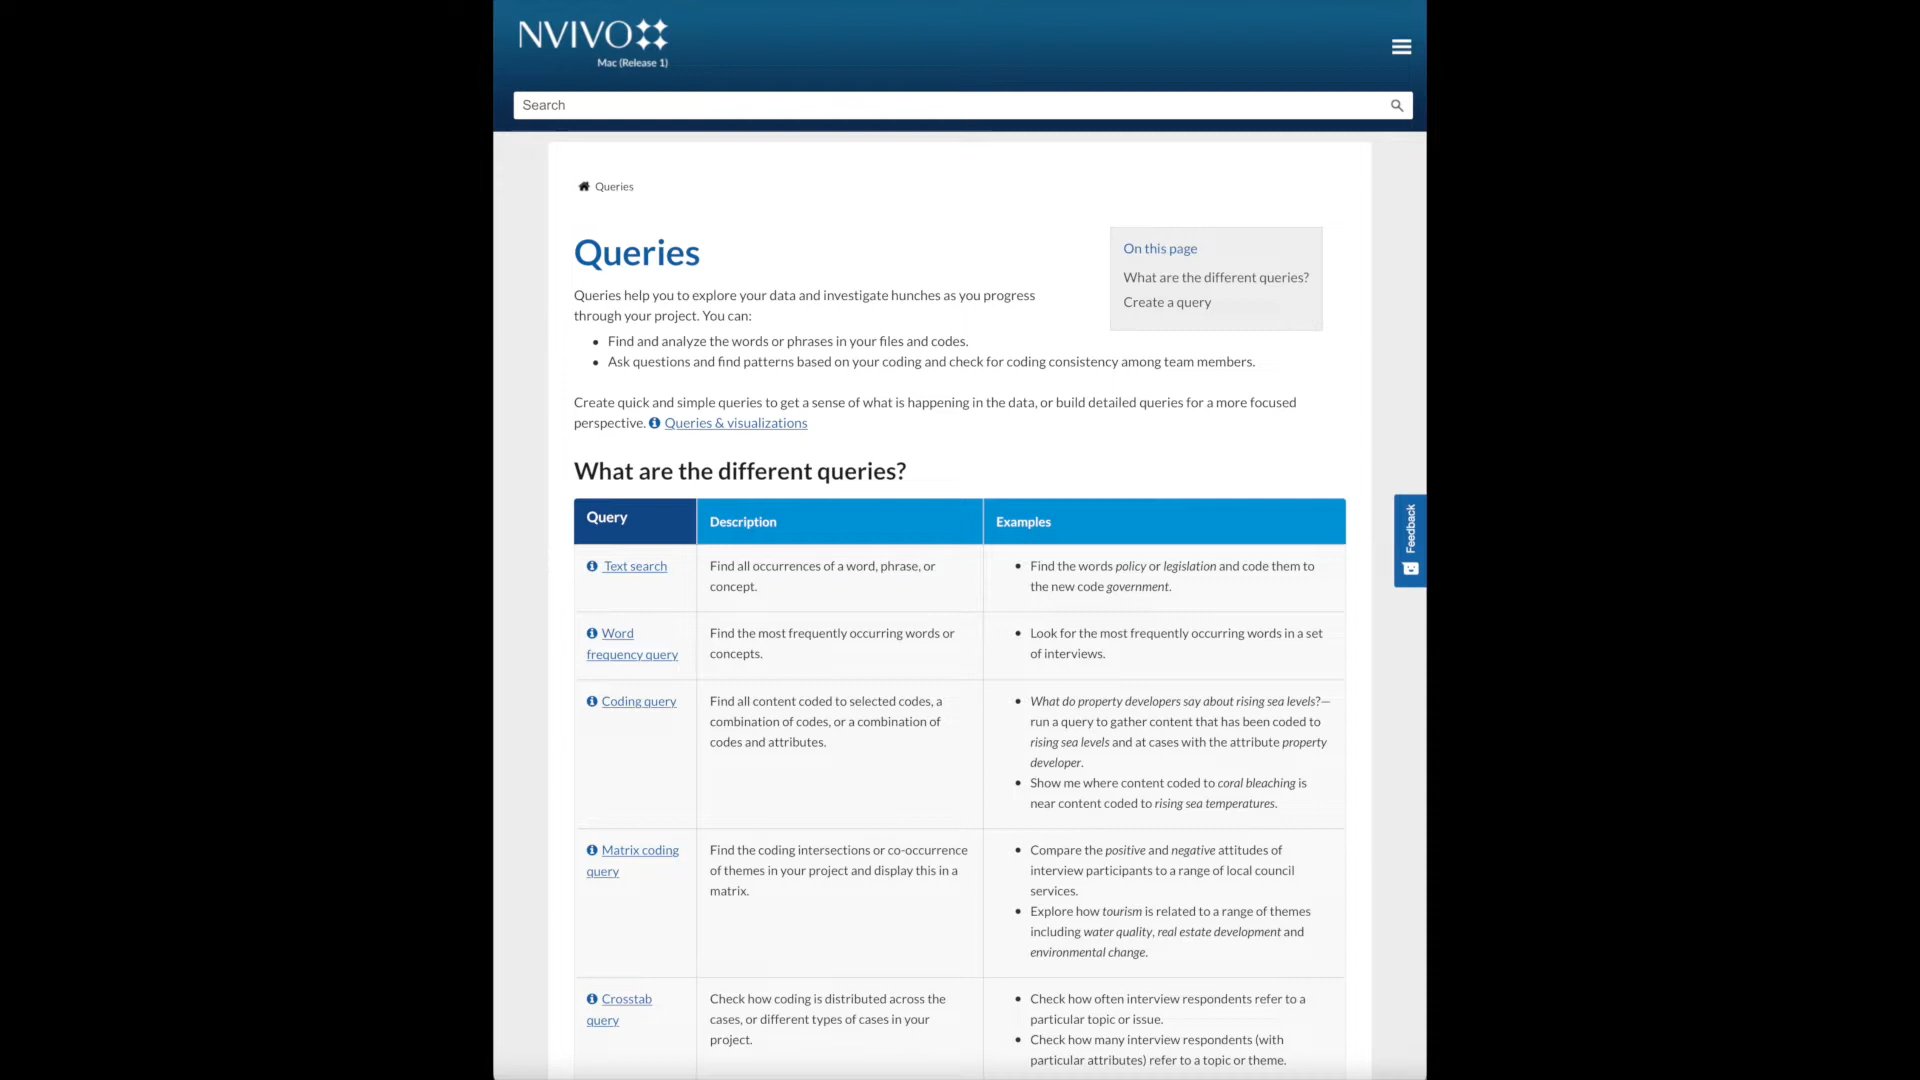 NVIVO
Mac (Release 1)
Search
Queries
Queries
On this page
What are the different queries?
Create a query
Queries help you to explore your data and investigate hunches as you progress
through your project. You can:
Find and analyze the words or phrases in your files and codes.
Ask questions and find patterns based on your coding and check for coding consistency among team members.
Create quick and simple queries to get a sense of what is happening in the data, or build detailed queries for a more focused
perspective. Queries & visualizations
What are the different queries?
Query Description Examples
Text search
Find all occurrences of a word, phrase, or
concept.
Find the words policy or legislation and code them to
the new code government.
Word
frequency query
Find the most frequently occurring words or
concepts.
Look for the most frequently occurring words in a set
of interviews.
Coding query
Find all content coded to selected codes, a
combination of codes, or a combination of
codes and attributes.
What do property developers say about rising sea levels?—
run a query to gather content that has been coded to
rising sea levels and at cases with the attribute property
developer.
Show me where content coded to coral bleaching is
near content coded to rising sea temperatures.
Matrix coding
query
Find the coding intersections or co-occurrence
of themes in your project and display this in a
matrix.
Compare the positive and negative attitudes of
interview participants to a range of local council
services.
Explore how tourism is related to a range of themes
including water quality, real estate development and
environmental change.
Crosstab
query
Check how coding is distributed across the
cases, or different types of cases in your
project.
Check how often interview respondents refer to a
particular topic or issue.
Check how many interview respondents (with
particular attributes) refer to a topic or theme.
Feedback